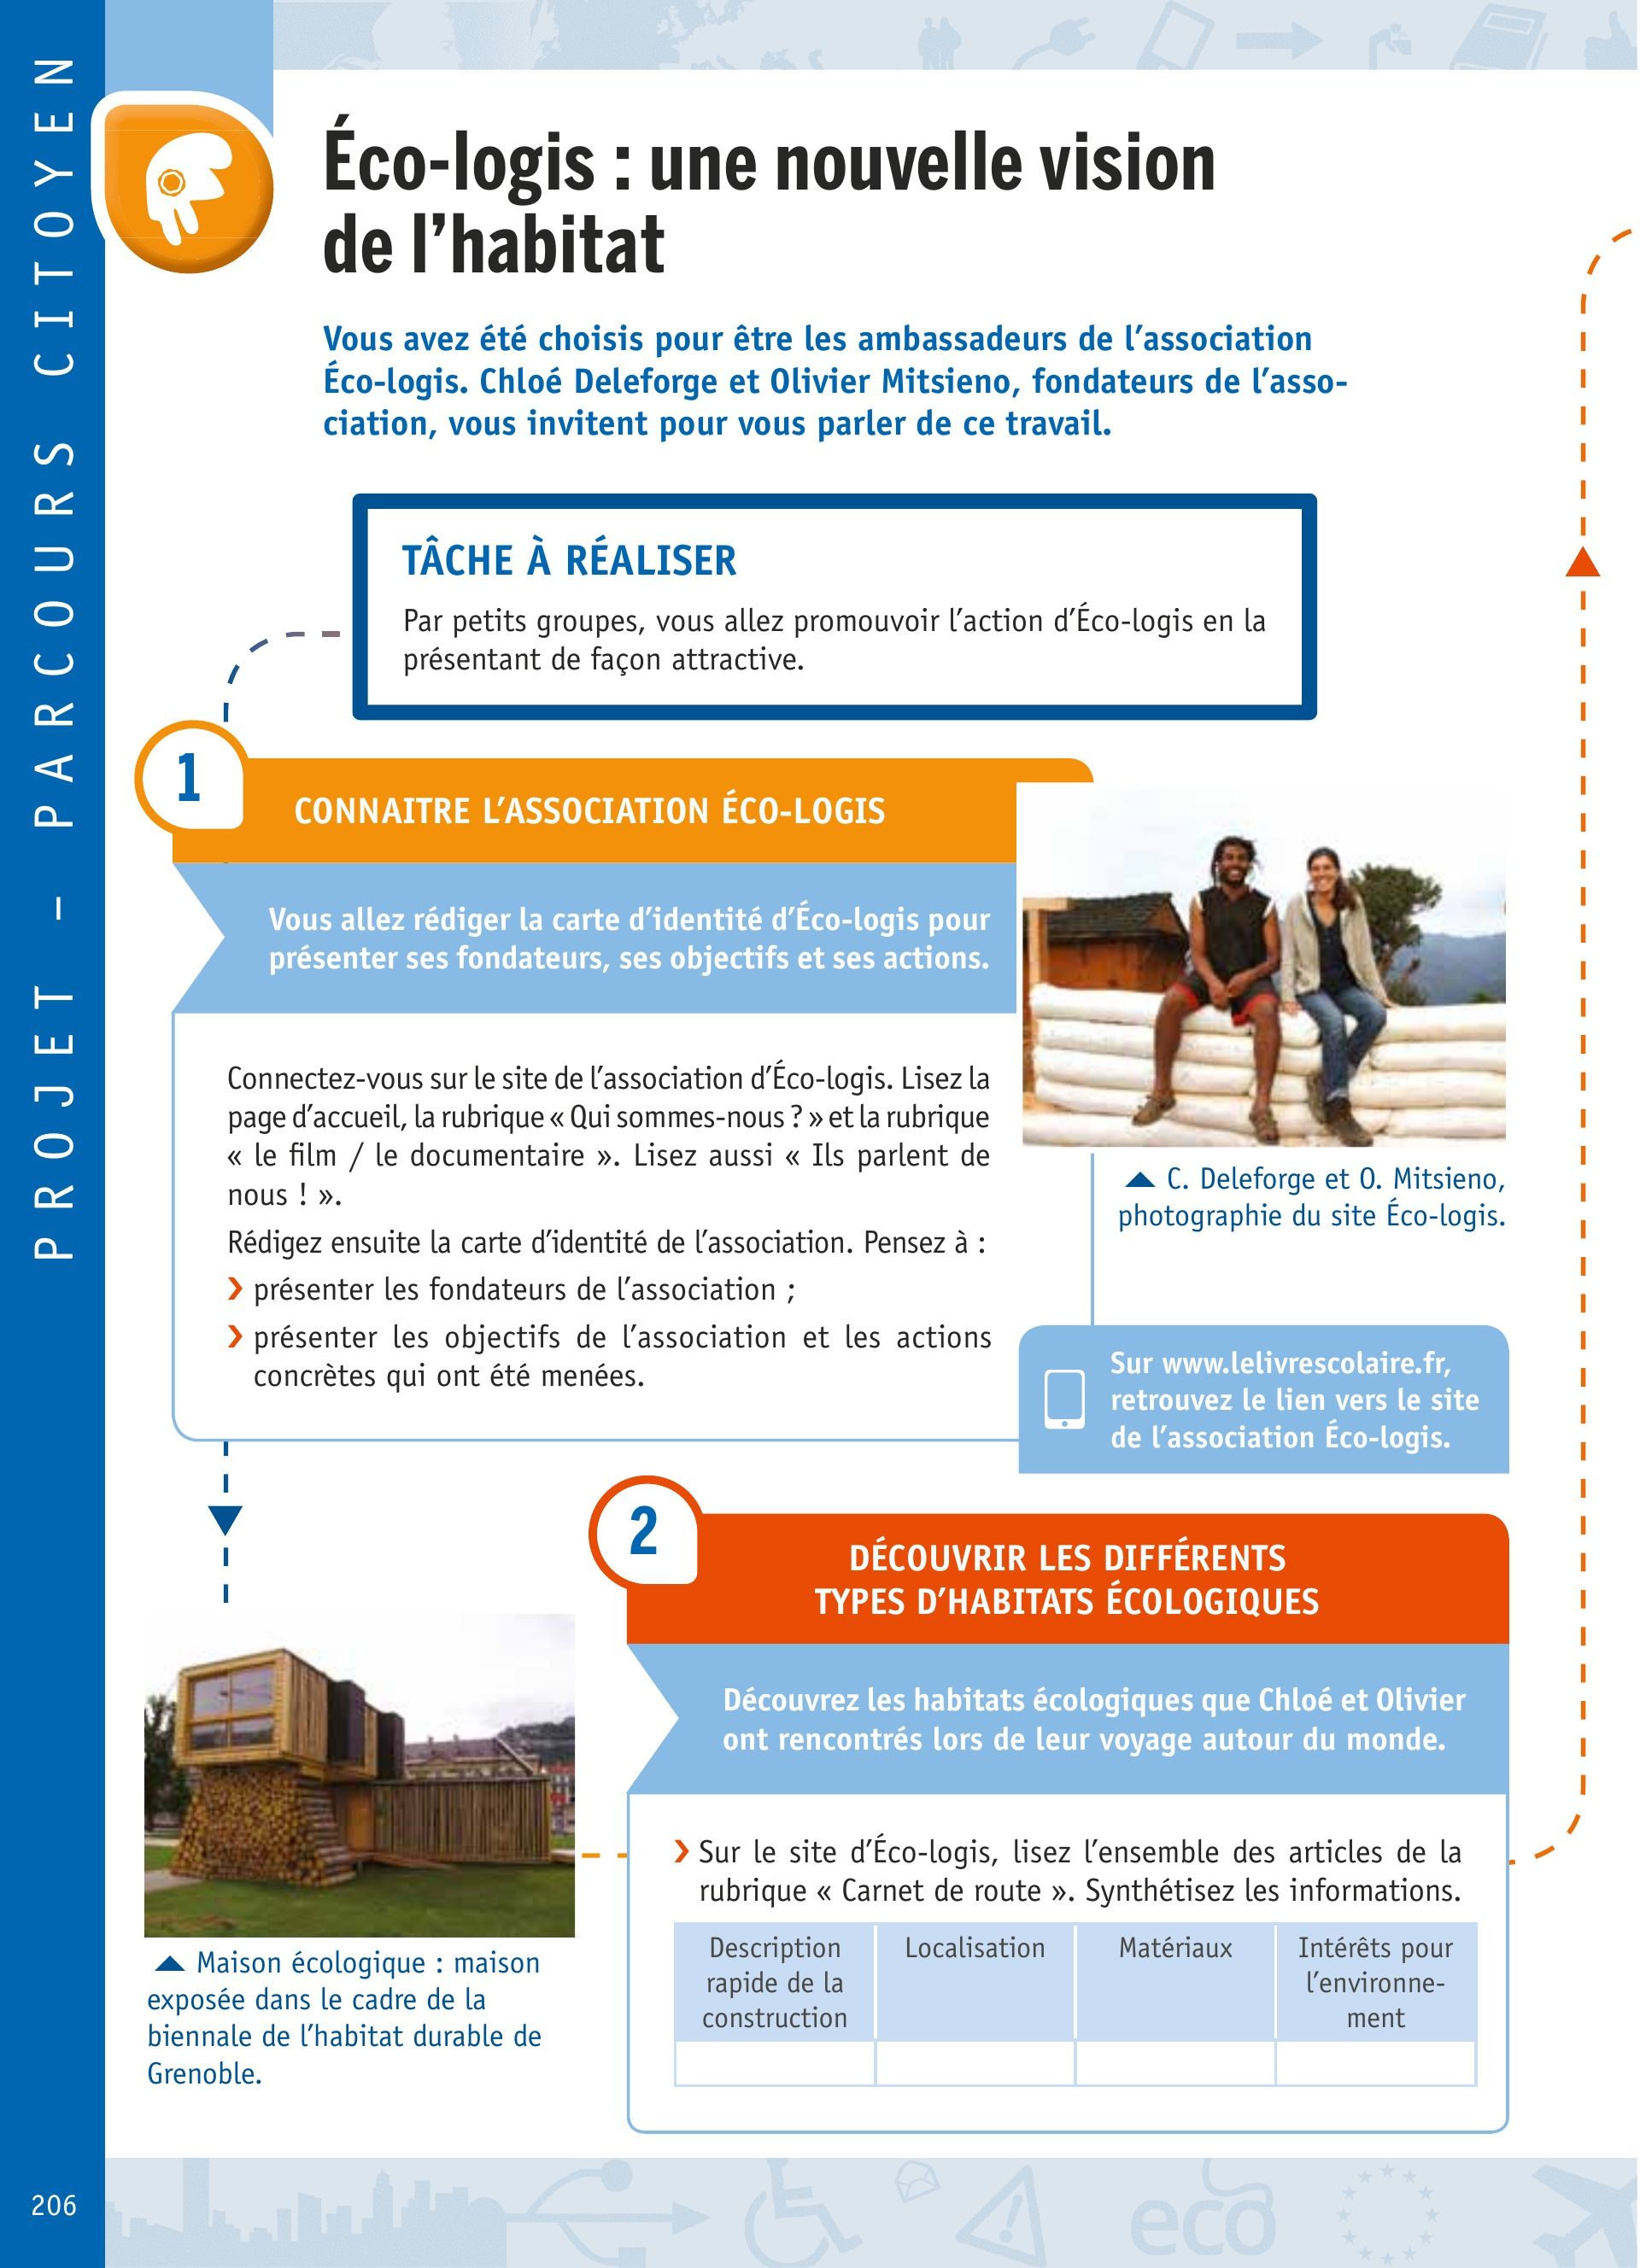 PROJET – PARCOURS CITOYEN
Éco-logis : une nouvelle vision
de l’habitat
Vous avez été choisis pour être les ambassadeurs de l’association
Éco-logis. Chloé Deleforge et Olivier Mitsieno, fondateurs de l’asso-
ciation, vous invitent pour vous parler de ce travail.
TÂCHE À RÉALISER
Par petits groupes, vous allez promouvoir l’action d’Éco-logis en la
présentant de façon attractive.
1
CONNAITRE L’ASSOCIATION ÉCO-LOGIS
Vous allez rédiger la carte d’identité d’Éco-logis pour
présenter ses fondateurs, ses objectifs et ses actions.
Connectez-vous sur le site de l’association d’Éco-logis. Lisez la
page d’accueil, la rubrique « Qui sommes-nous ? » et la rubrique
« le film / le documentaire ». Lisez aussi « Ils parlent de
nous ! ».
Rédigez ensuite la carte d’identité de l’association. Pensez à :
› présenter les fondateurs de l’association ;
› présenter les objectifs de l’association et les actions
concrètes qui ont été menées.
C. Deleforge et O. Mitsieno,
photographie du site Éco-logis.
Sur www.lelivrescolaire.fr,
retrouvez le lien vers le site
de l’association Éco-logis.
2
DÉCOUVRIR LES DIFFÉRENTS
TYPES D’HABITATS ÉCOLOGIQUES
Découvrez les habitats écologiques que Chloé et Olivier
ont rencontrés lors de leur voyage autour du monde.
› Sur le site d’Éco-logis, lisez l’ensemble des articles de la
rubrique « Carnet de route ». Synthétisez les informations.
Description
rapide de la
construction
Localisation
Matériaux
Intérêts pour
l’environne-
ment
Maison écologique : maison
exposée dans le cadre de la
biennale de l’habitat durable de
Grenoble.
206
eco